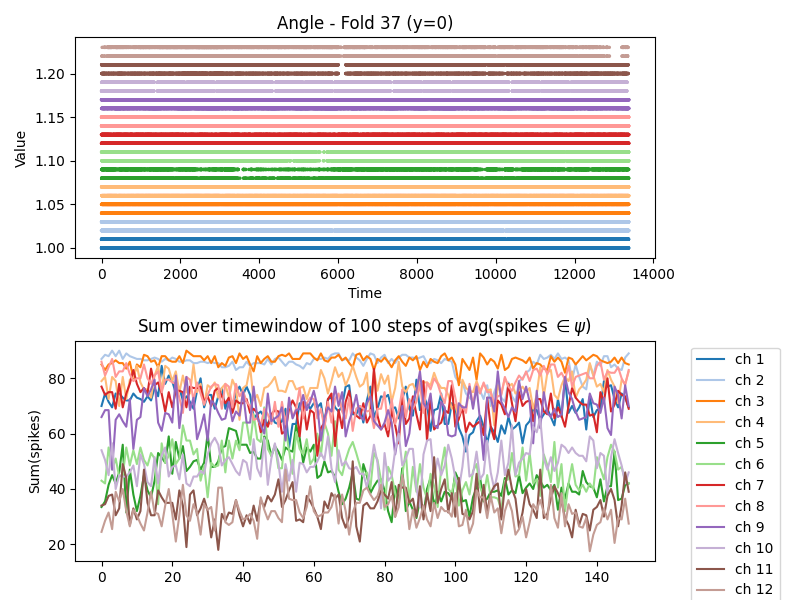 Angle - Fold 37 (y=0)
1.20
1.15
1.10
1.05
1.00
Value
0 2000 4000 6000 8000 10000 12000 14000
Time
Sum over timewindow of 100 steps of avg(spikes ∈ ψ)
80
60
40
20
Sum(spikes)
0 20 40 60 80 100 120 140
ch 1
ch 2
ch 3
ch 4
ch 5
ch 6
ch 7
ch 8
ch 9
ch 10
ch 11
ch 12